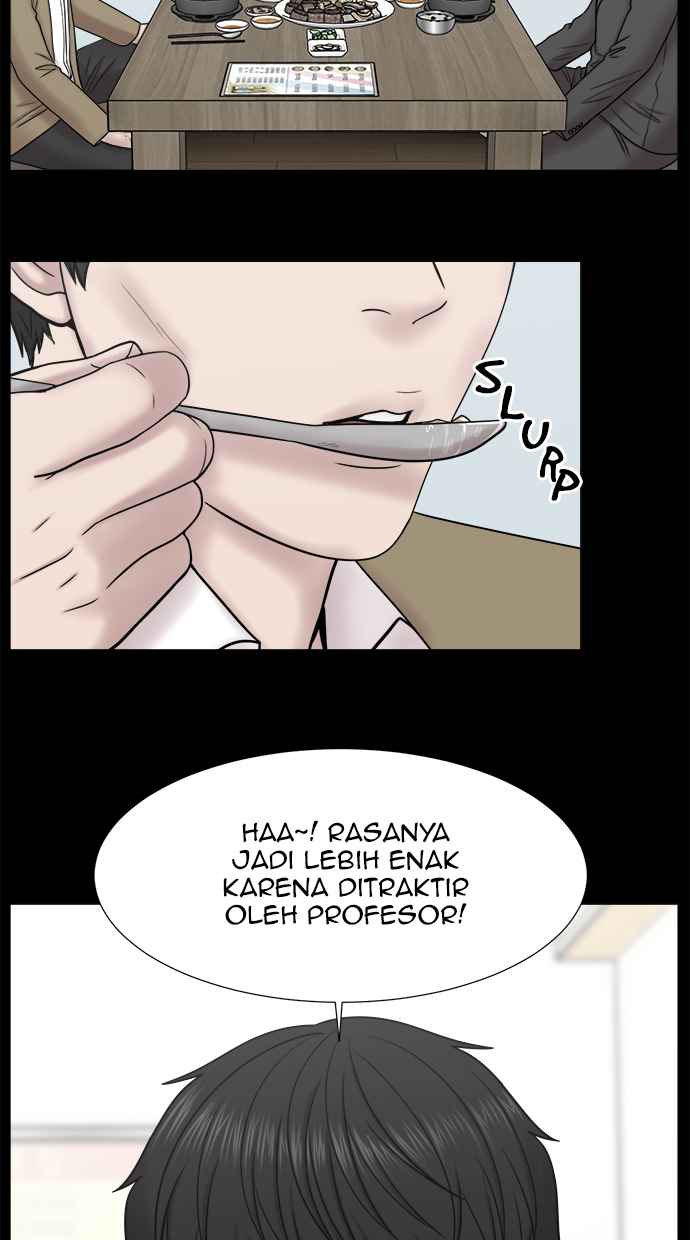 SLURP
HAA~! RASANYA
JADI LEBIH ENAK
KARENA DITRAKTIR
OLEH PROFESOR!